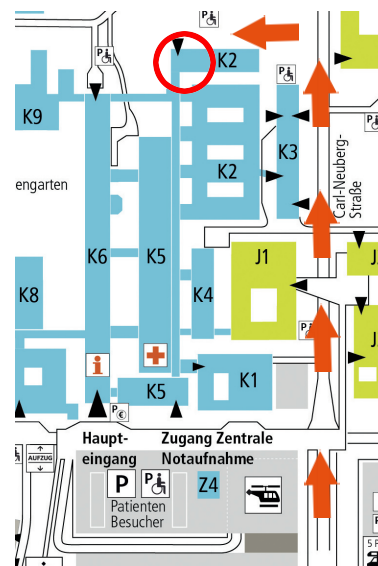 P
K2
P
K9
K2
K3
P
Carl-Neuberg-
Straße
engarten
K6
K5
J1
J
K4
K8
P
J
i
K5
K1
P€
Haupt-
eingang
Zugang Zentrale
Notaufnahme
AUFZUG
P
P
Z4
Patienten
Besucher
P
5 P